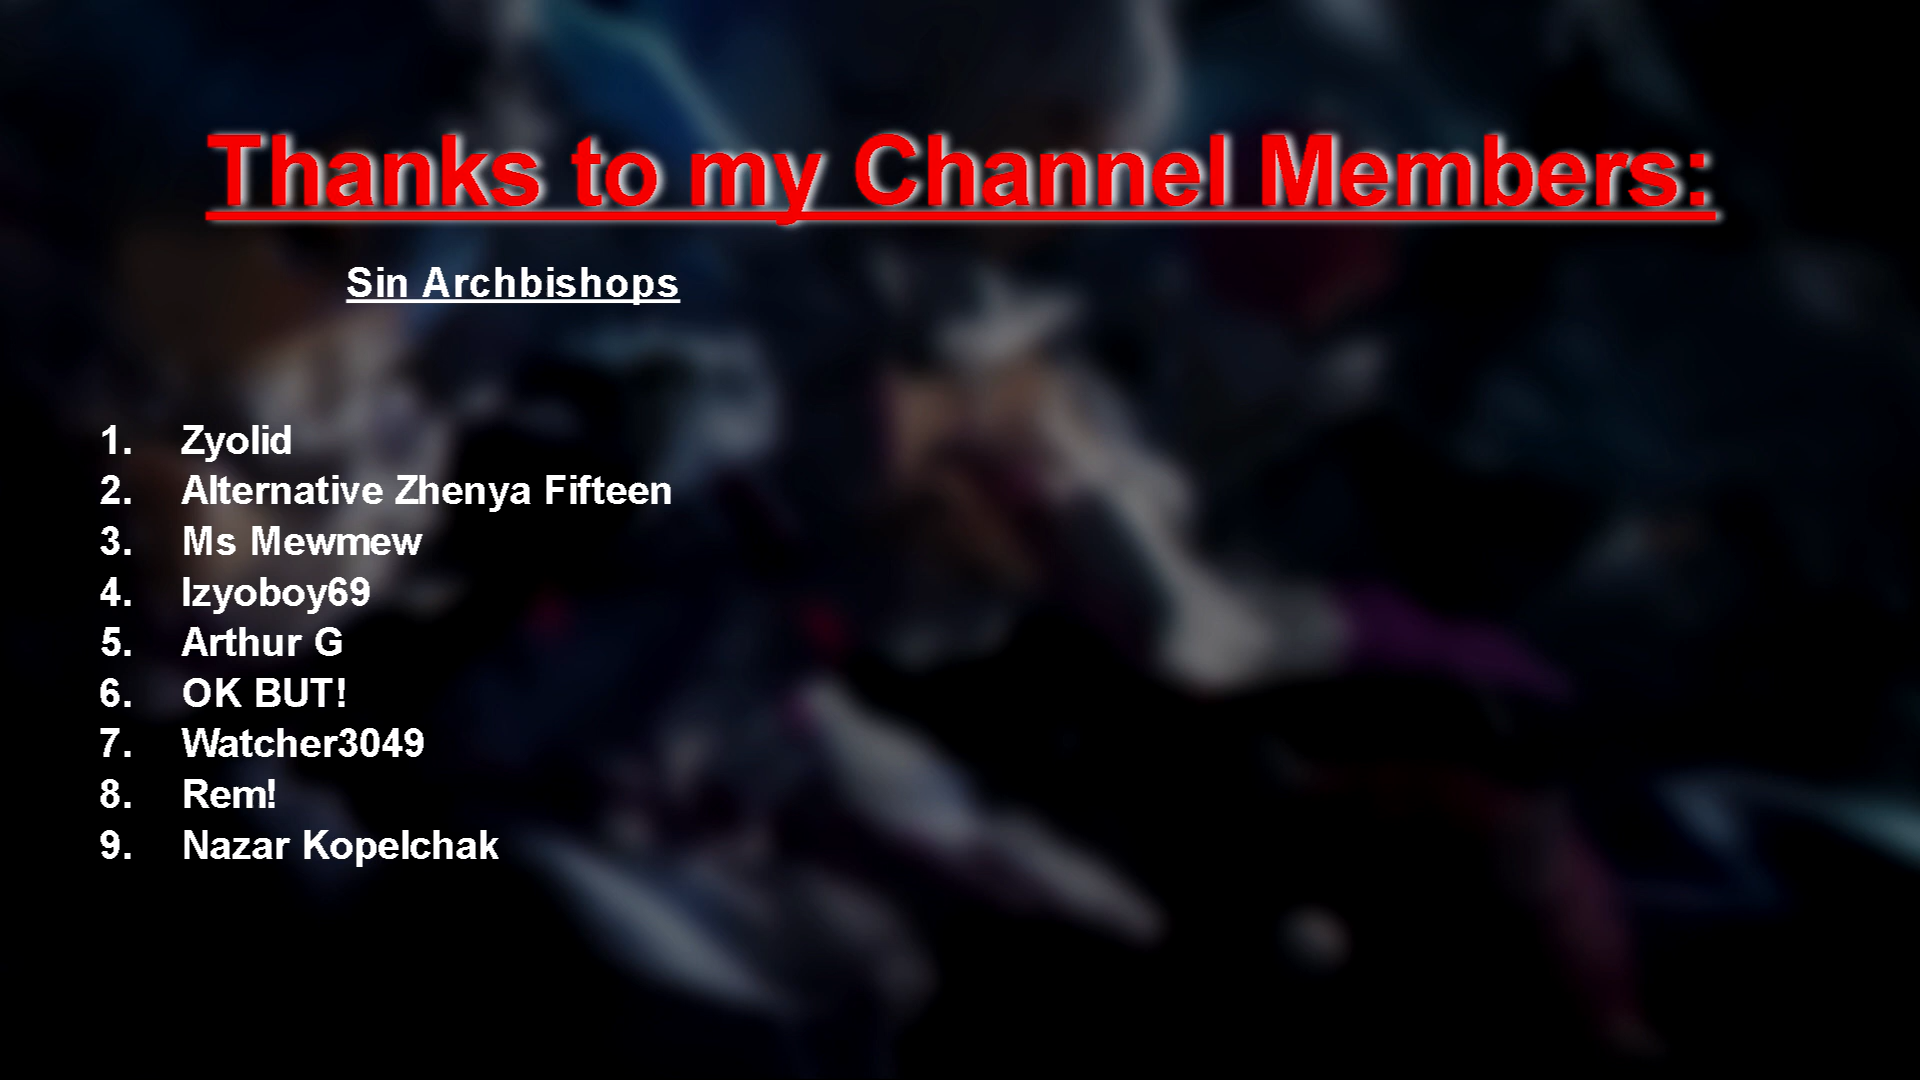 Thanks to my Channel Members:
Sin Archbishops
1. Zyolid
2. Alternative Zhenya Fifteen
3. Ms Mewmew
4. Izyoboy69
5. Arthur G
6. OK BUT!
7. Watcher3049
8. Rem!
9. Nazar Kopelchak